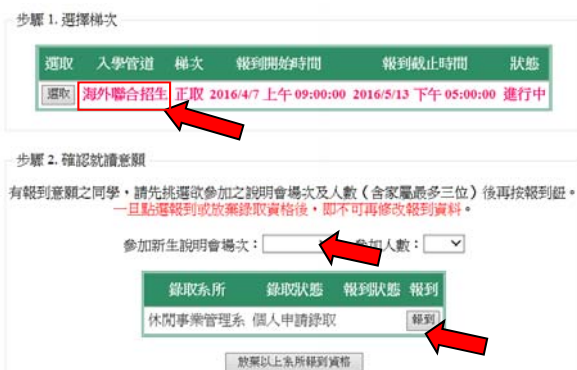 步驟 1. 選擇梯次
選取 入學管道 梯次 報到開始時間 報到截止時間 狀態
選取 海外聯合招生 正取 2016/4/7 上午 09:00:00 2016/5/13 下午 05:00:00 進行中
步驟 2. 確認就讀意願
有報到意願之同學，請先挑選欲參加之說明會場次及人數（含家屬最多三位）後再按報到鈕。
一旦點選報到或放棄錄取資格後，即不可再修改報到資料。
參加新生說明會場次： 參加人數：
錄取系所 錄取狀態 報到狀態 報到
休閒事業管理系 個人申請錄取 報到
放棄以上系所報到資格